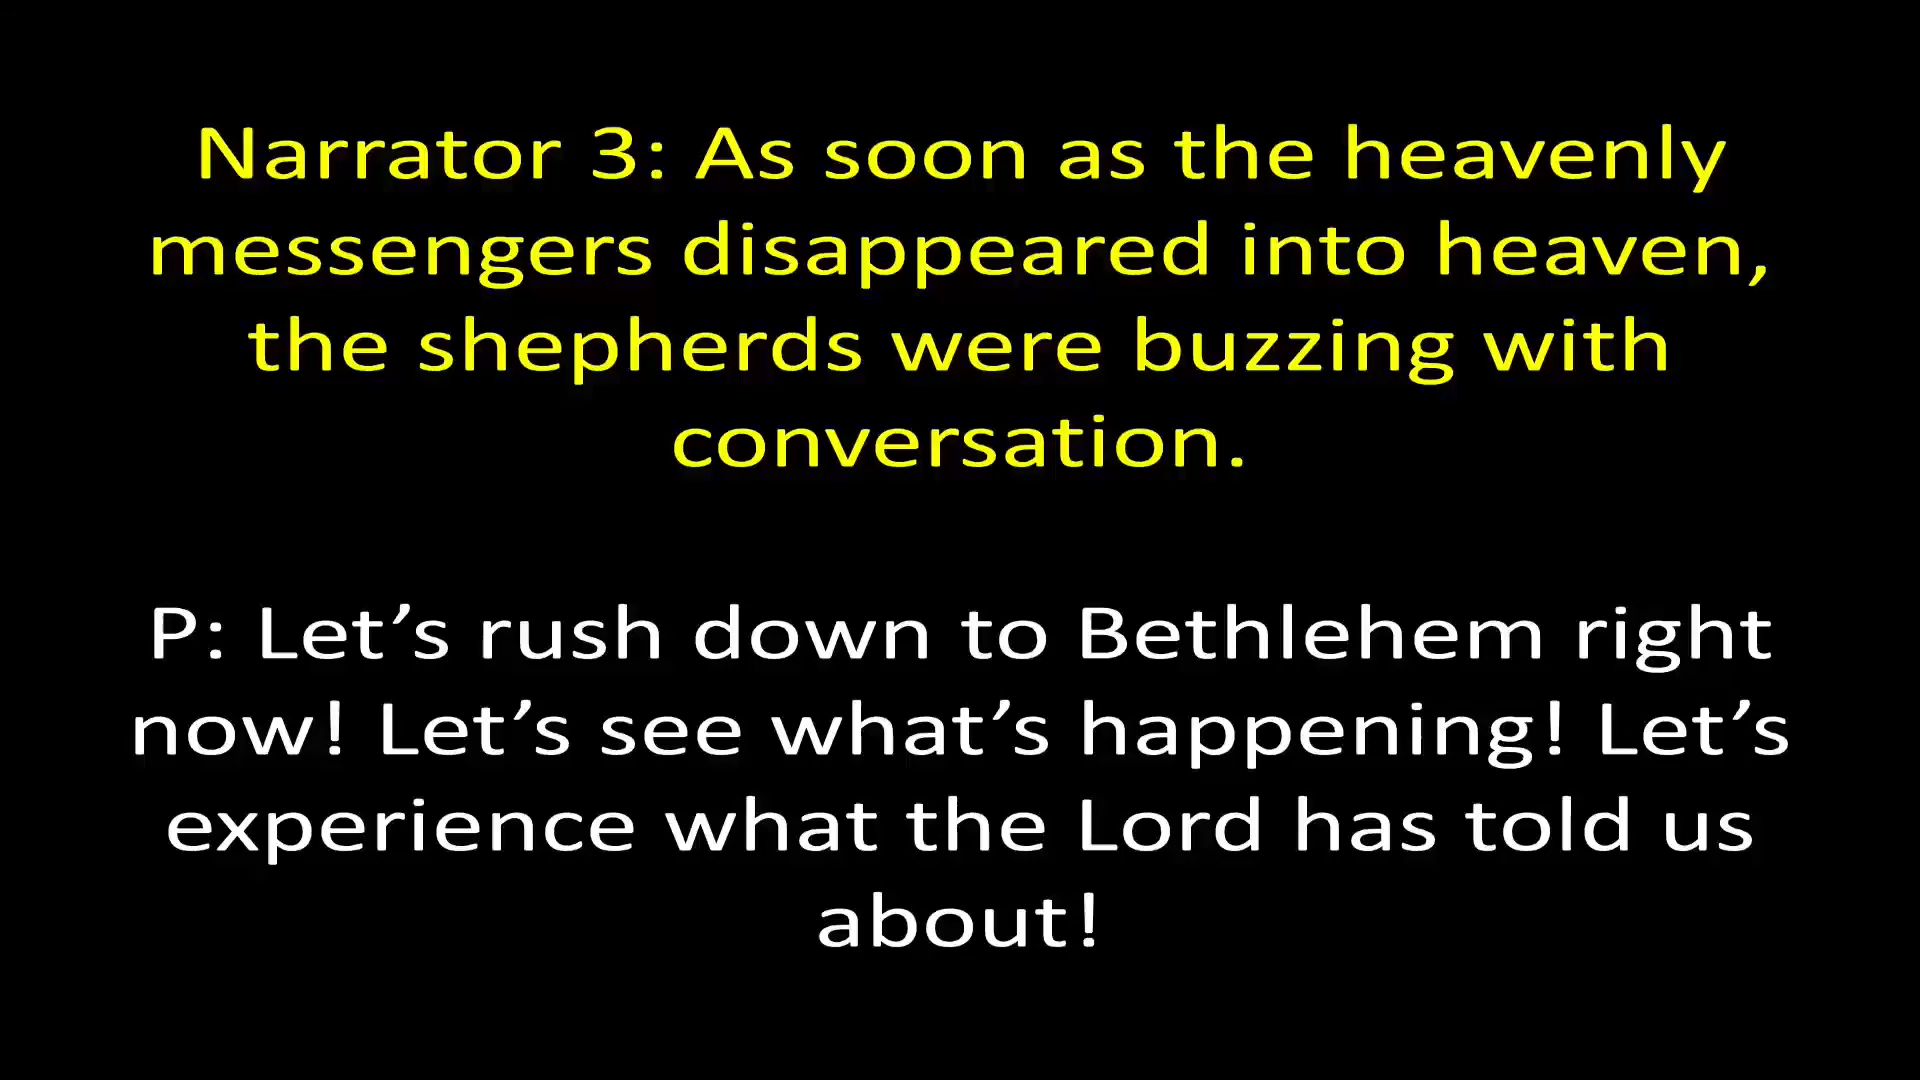 Narrator 3: As soon as the heavenly
messengers disappeared into heaven,
the shepherds were buzzing with
conversation.
P: Let’s rush down to Bethlehem right
now! Let’s see what’s happening! Let’s
experience what the Lord has told us
about!